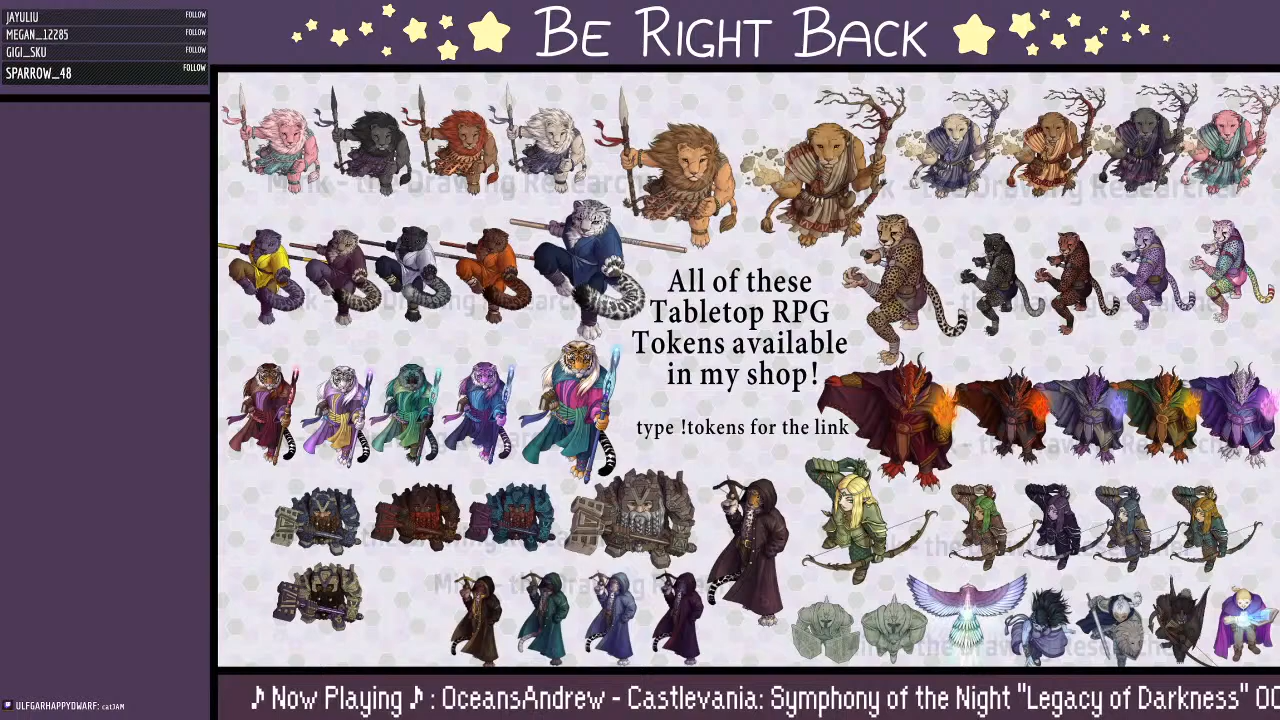 JAYULIU FOLLOW
MEGAN_12285 FOLLOW
GIGI_SKU FOLLOW
SPARROW_48 FOLLOW
Be Right Back
All of these
Tabletop RPG
Tokens available
in my shop!
type !tokens for the link
ULFGARHAPPYDWARF: catJAM
♪ Now Playing ♪ : OceansAndrew - Castlevania: Symphony of the Night "Legacy of Darkness" OC